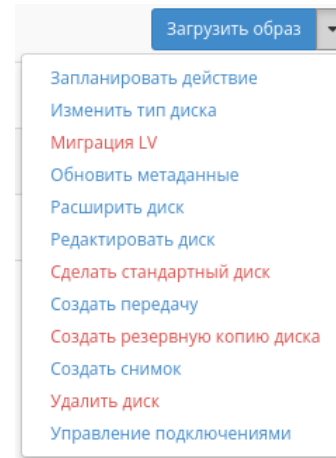 Загрузить образ
Запланировать действие
Изменить тип диска
Миграция LV
Обновить метаданные
Расширить диск
Редактировать диск
Сделать стандартный диск
Создать передачу
Создать резервную копию диска
Создать снимок
Удалить диск
Управление подключениями